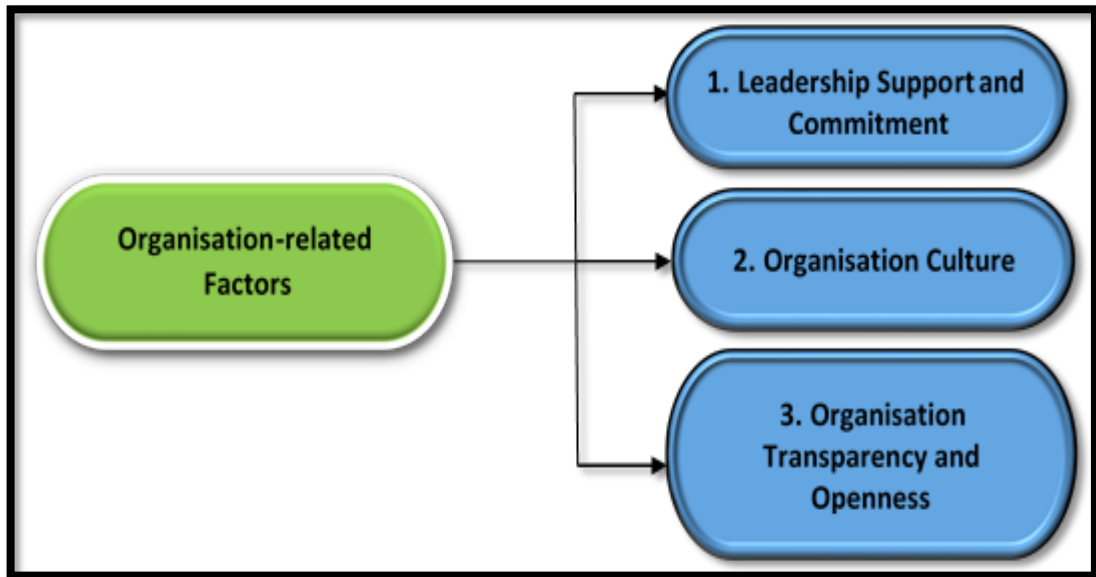 Organisation-related
Factors
1. Leadership Support and
Commitment
2. Organisation Culture
3. Organisation
Transparency and
Openness